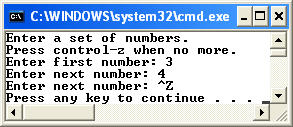 C:\WINDOWS\system32\cmd.exe
Enter a set of numbers.
Press control-z when no more.
Enter first number: 3
Enter next number: 4
Enter next number: ^Z
Press any key to continue . . . _